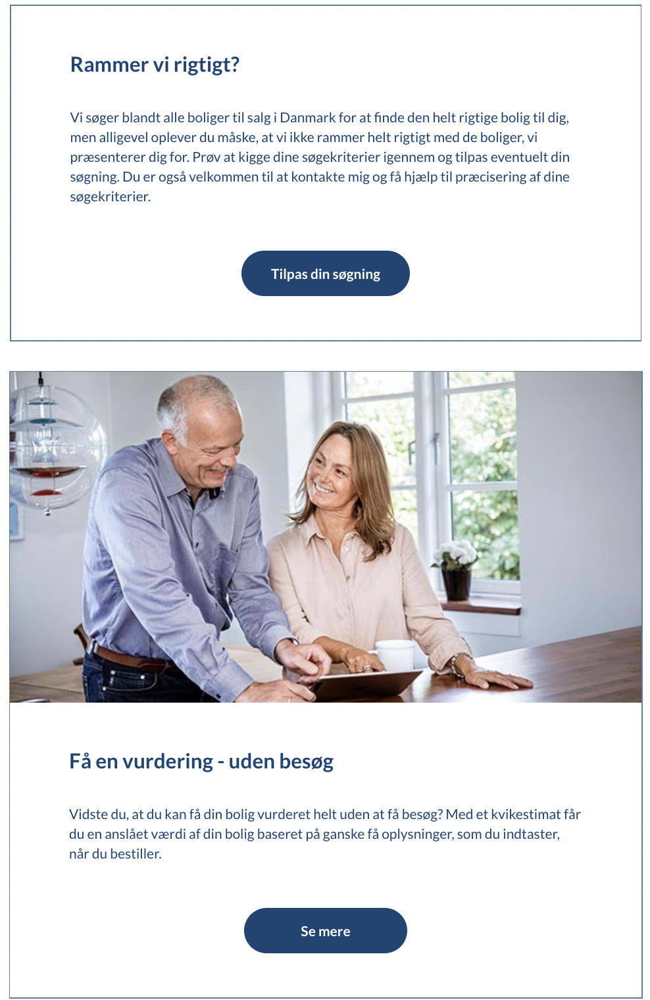 Rammer vi rigtigt?
Vi søger blandt alle boliger til salg i Danmark for at finde den helt rigtige bolig til dig,
men alligevel oplever du måske, at vi ikke rammer helt rigtigt med de boliger, vi
præsenterer dig for. Prøv at kigge dine søgekriterier igennem og tilpas eventuelt din
søgning. Du er også velkommen til at kontakte mig og få hjælp til præcisering af dine
søgekriterier.
Tilpas din søgning
Få en vurdering - uden besøg
Vidste du, at du kan få din bolig vurderet helt uden at få besøg? Med et kvikestimat får
du en anslået værdi af din bolig baseret på ganske få oplysninger, som du indtaster,
når du bestiller.
Se mere